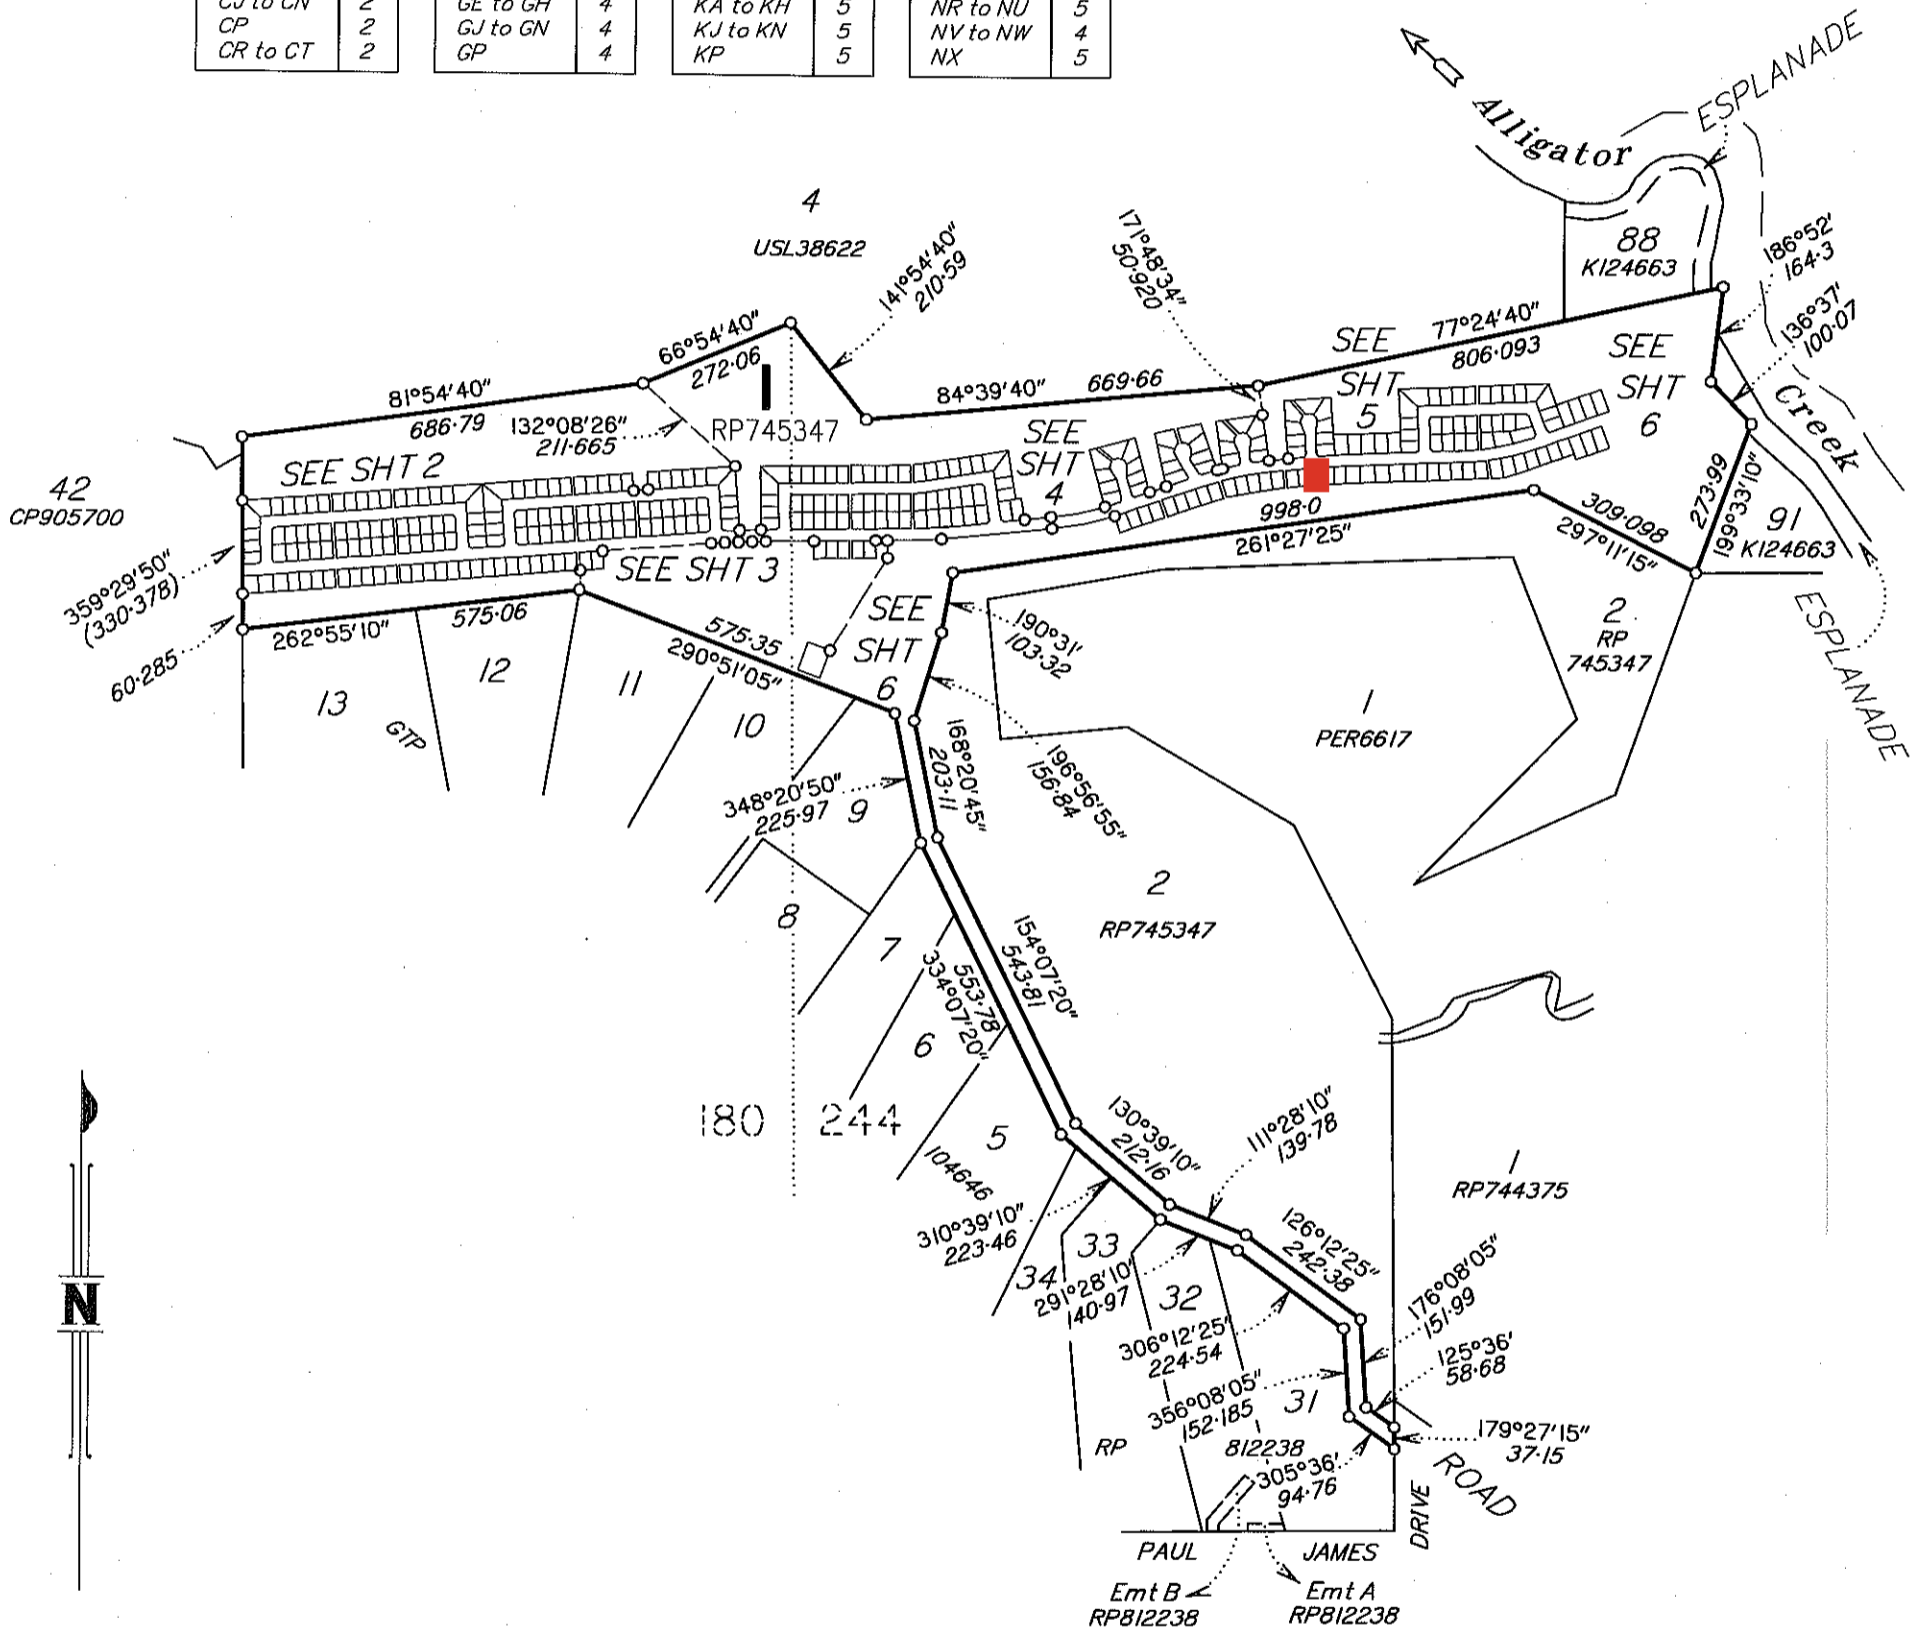 CJ to CN 2
CP 2
CR to CT 2
GE to GH 4
GJ to GN 4
GP 4
KA to KH 5
KJ to KN 5
KP 5
NR to NU 5
NV to NW 4
NX 5
ESPLANADE
Alligator
4
USL38622
141°54'40"
210·59
171°48'34"
50·920
88
K124663
186°52'
164·3
136°37'
100·07
66°54'40"
272·06
77°24'40"
806·093
SEE
SHT
5
SEE
SHT
6
81°54'40"
686·79
132°08'26"
211·665
I
RP745347
84°39'40" 669·66
SEE
SHT
4
Creek
SEE SHT 2
42
CP905700
998·0
261°27'25"
309·098
297°11'15"
273·99
199°33'10"
91
K124663
ESPLANADE
359°29'50"
(330·378)
60·285
SEE SHT 3
SEE
SHT
6
262°55'10"
575·06
575·35
290°51'05"
190°31'
103·32
2
RP
745347
13
GTP
12
11
10
1
PER6617
168°20'45"
203·11
196°56'55"
156·84
348°20'50"
225·97
9
8
7
2
RP745347
154°07'20"
543·81
553·78
334°07'20"
6
180
244
5
104646
130°39'10"
212·16
111°28'10"
139·78
1
RP744375
310°39'10"
223·46
34
33
291°28'10"
140·97
32
126°12'25"
242·38
306°12'25"
224·54
176°08'05"
151·99
125°36'
58·68
356°08'05"
152·185
31
N
RP
812238
179°27'15"
37·15
305°36'
94·76
ROAD
DRIVE
PAUL JAMES
Emt B
RP812238
Emt A
RP812238